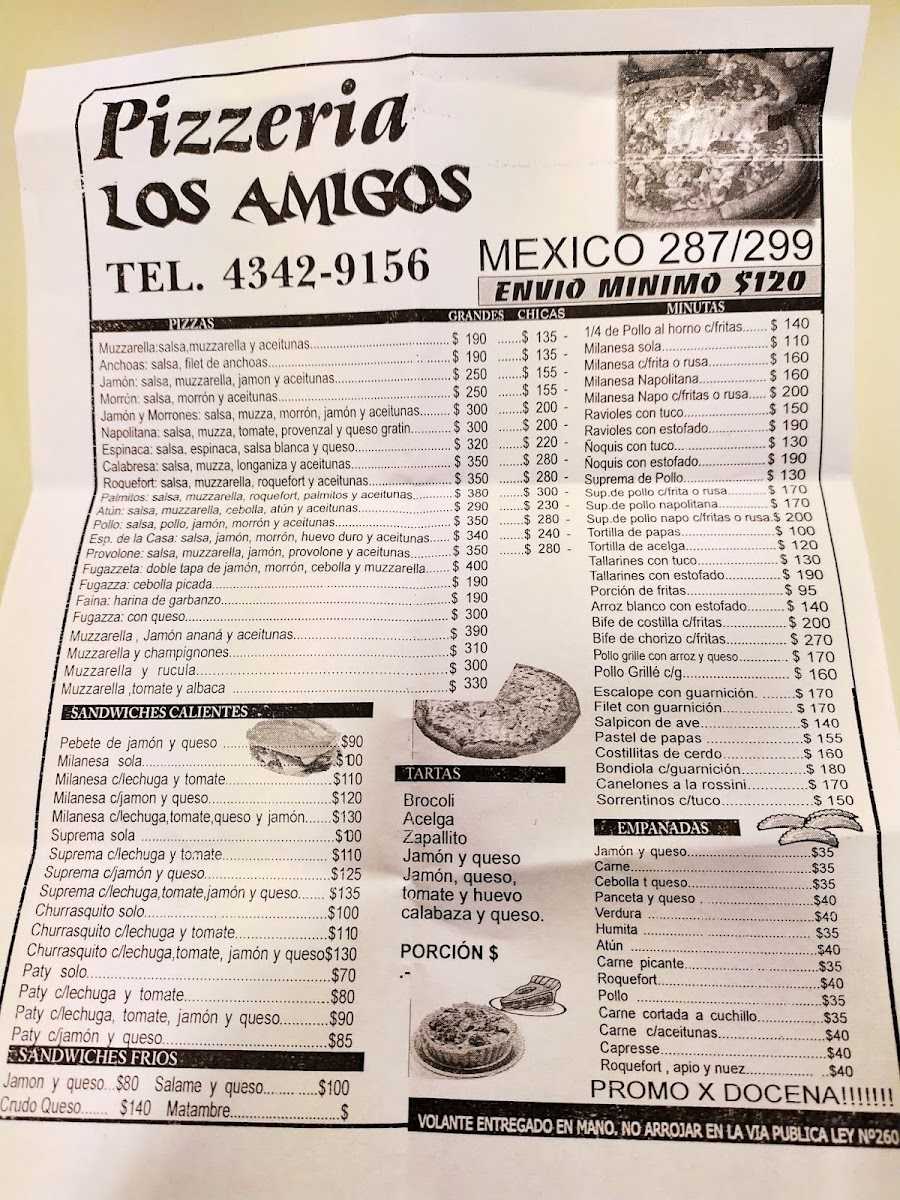 Pizzeria
LOS AMIGOS
TEL. 4342-9156
MEXICO 287/299
ENVIO MINIMO $120
PIZZAS GRANDES CHICAS
Muzzarella:salsa,muzzarella y aceitunas $ 190 $ 135 -
Anchoas: salsa, filet de anchoas $ 190 $ 135 -
Jamón: salsa, muzzarella, jamon y aceitunas $ 250 $ 155 -
Morrón: salsa, morrón y aceitunas $ 250 $ 155 -
Jamón y Morrones: salsa, muzza, morrón, jamón y aceitunas $ 300 $ 200 -
Napolitana: salsa, muzza, tomate, provenzal y queso gratin $ 300 $ 200 -
Espinaca: salsa, espinaca, salsa blanca y queso $ 320 $ 220 -
Calabresa: salsa, muzza, longaniza y aceitunas $ 350 $ 280 -
Roquefort: salsa, muzzarella, roquefort y aceitunas $ 350 $ 280 -
Palmitos: salsa, muzzarella, roquefort, palmitos y aceitunas $ 380 $ 300 -
Atún: salsa, muzzarella, cebolla, atún y aceitunas $ 290 $ 230 -
Pollo: salsa, pollo, jamón, morrón y aceitunas $ 350 $ 280 -
Esp. de la Casa: salsa, jamón, morrón, huevo duro y aceitunas $ 340 $ 240 -
Provolone: salsa, muzzarella, jamón, provolone y aceitunas $ 350 $ 280 -
Fugazzeta: doble tapa de jamón, morrón, cebolla y muzzarella $ 400
Fugazza: cebolla picada $ 190
Faina: harina de garbanzo $ 190
Fugazza: con queso $ 300
Muzzarella , Jamón ananá y aceitunas $ 390
Muzzarella y champignones $ 310
Muzzarella y rucula $ 300
Muzzarella ,tomate y albaca $ 330
MINUTAS
1/4 de Pollo al horno c/fritas $ 140
Milanesa sola $ 110
Milanesa c/frita o rusa $ 160
Milanesa Napolitana $ 160
Milanesa Napo c/fritas o rusa $ 200
Ravioles con tuco $ 150
Ravioles con estofado $ 190
Ñoquis con tuco $ 130
Ñoquis con estofado $ 190
Suprema de Pollo $ 130
Sup.de pollo c/frita o rusa $ 170
Sup.de pollo napolitana $ 170
Sup.de pollo napo c/fritas o rusa.$ 200
Tortilla de papas $ 100
Tortilla de acelga $ 120
Tallarines con tuco $ 130
Tallarines con estofado $ 190
Porción de fritas $ 95
Arroz blanco con estofado $ 140
Bife de costilla c/fritas $ 200
Bife de chorizo c/fritas $ 270
Pollo grille con arroz y queso $ 170
Pollo Grillé c/g $ 160
Escalope con guarnición. $ 170
Filet con guarnición $ 170
Salpicon de ave $ 140
Pastel de papas $ 155
Costillitas de cerdo $ 160
Bondiola c/guarnición $ 180
Canelones a la rossini $ 170
Sorrentinos c/tuco $ 150
SANDWICHES CALIENTES
Pebete de jamón y queso $90
Milanesa sola $100
Milanesa c/lechuga y tomate $110
Milanesa c/jamon y queso $120
Milanesa c/lechuga,tomate,queso y jamón $130
Suprema sola $100
Suprema c/lechuga y tomate $110
Suprema c/jamón y queso $125
Suprema c/lechuga,tomate,jamón y queso $135
Churrasquito solo $100
Churrasquito c/lechuga y tomate $110
Churrasquito c/lechuga,tomate, jamón y queso$130
Paty solo $70
Paty c/lechuga y tomate $80
Paty c/lechuga, tomate, jamón y queso $90
Paty c/jamón y queso $85
SANDWICHES FRIOS
Jamon y queso...$80 Salame y queso $100
Crudo Queso $140 Matambre $
TARTAS
Brocoli
Acelga
Zapallito
Jamón y queso
Jamón, queso,
tomate y huevo
calabaza y queso.
PORCIÓN $
.-
EMPANADAS
Jamón y queso $35
Carne $35
Cebolla t queso $35
Panceta y queso $40
Verdura $40
Humita $35
Atún $40
Carne picante $35
Roquefort $40
Pollo $35
Carne cortada a cuchillo $35
Carne c/aceitunas $40
Capresse $40
Roquefort , apio y nuez $40
PROMO X DOCENA!!!!!!!
VOLANTE ENTREGADO EN MANO, NO ARROJAR EN LA VIA PUBLICA LEY Nº260